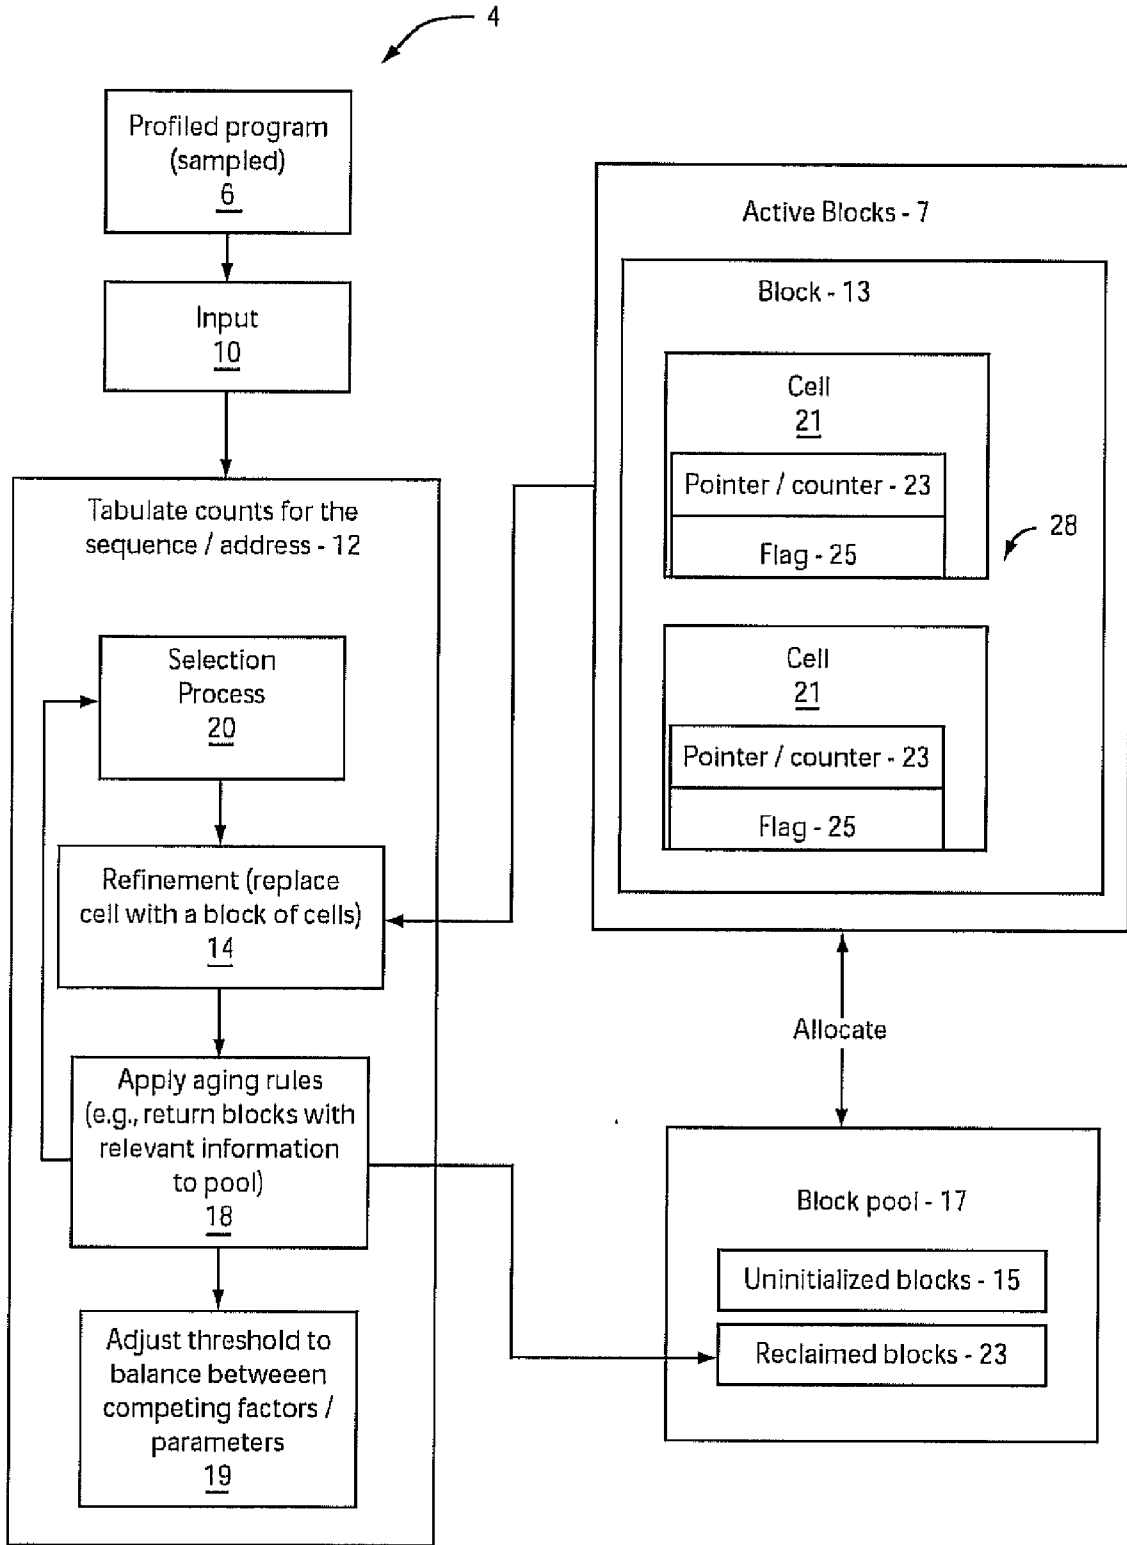 4
Profiled program
(sampled)
6
Input
10
Tabulate counts for the
sequence / address - 12
Selection
Process
20
Refinement (replace
cell with a block of cells)
14
Apply aging rules
(e.g., return blocks with
relevant information
to pool)
18
Adjust threshold to
balance betweeen
competing factors /
parameters
19
Active Blocks - 7
Block - 13
Cell
21
Pointer / counter - 23
Flag - 25
28
Cell
21
Pointer / counter - 23
Flag - 25
Allocate
Block pool - 17
Uninitialized blocks - 15
Reclaimed blocks - 23